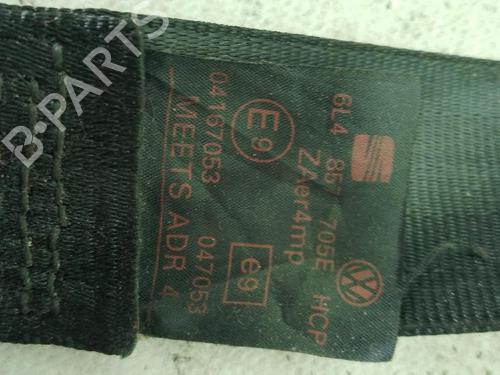 6L4 857 705E HCP
ZAer4mp
E9
e9
04167053
047053
MEETS ADR 4
B-PARTS